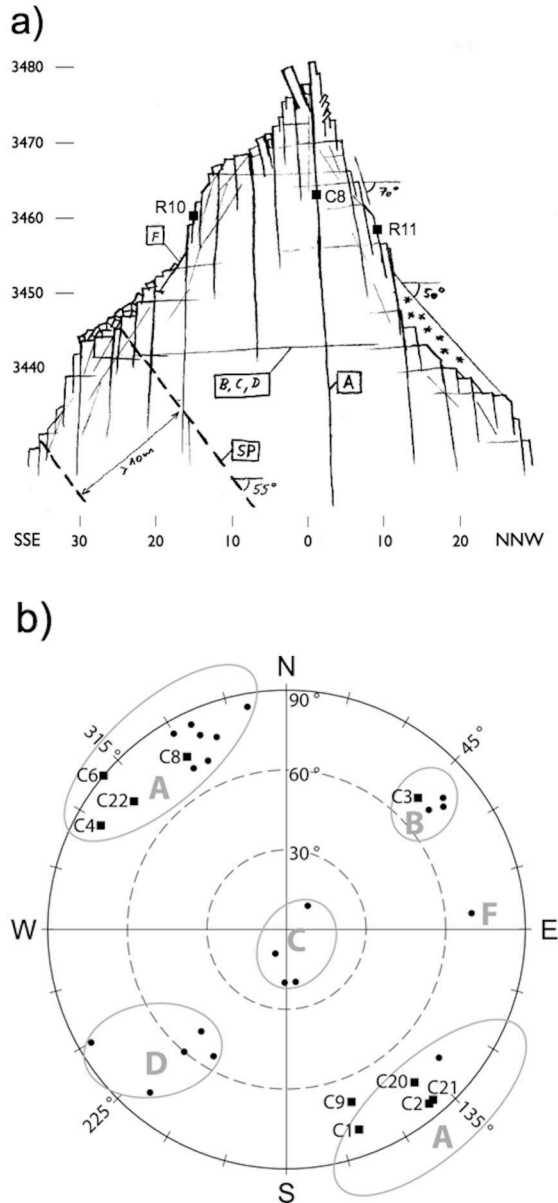 a)
3480
3470
3460
3450
3440
R10
F
C8
70°
R11
50°
B, C, D
A
> 10m
SP
55°
SSE 30 20 10 0 10 20 NNW
b)
N
90°
315°
45°
60°
30°
C6
C8
A
C22
C4
C3
B
W
C
F
E
D
C20
C21
C9
C2
C1
225°
135°
A
S